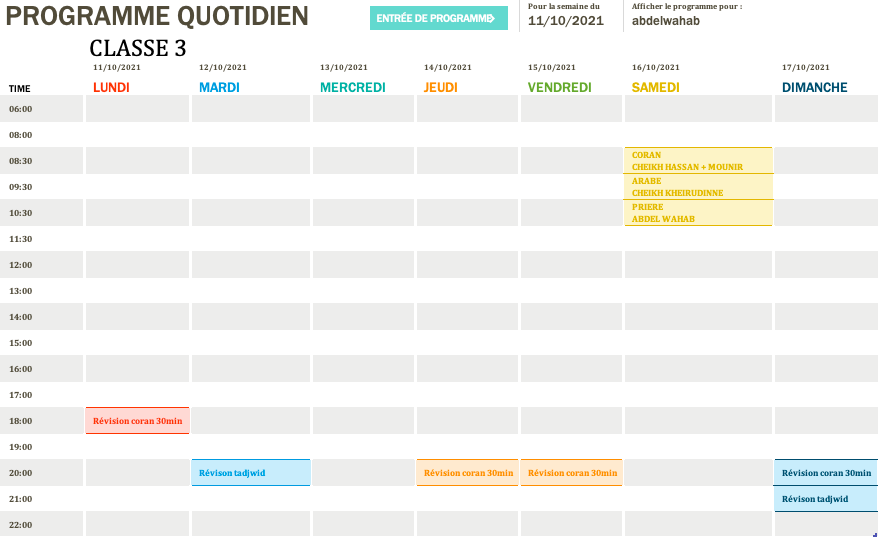 PROGRAMME QUOTIDIEN
ENTRÉE DE PROGRAMME
Pour la semaine du
11/10/2021
Afficher le programme pour :
abdelwahab
CLASSE 3
11/10/2021 12/10/2021 13/10/2021 14/10/2021 15/10/2021 16/10/2021 17/10/2021
TIME LUNDI MARDI MERCREDI JEUDI VENDREDI SAMEDI DIMANCHE
06:00
08:00
08:30 CORAN
CHEIKH HASSAN + MOUNIR
09:30 ARABE
CHEIKH KHEIRUDINNE
10:30 PRIERE
ABDEL WAHAB
11:30
12:00
13:00
14:00
15:00
16:00
17:00
18:00 Révision coran 30min
19:00
20:00 Révison tadjwid Révision coran 30min Révision coran 30min Révision coran 30min
21:00 Révison tadjwid
22:00